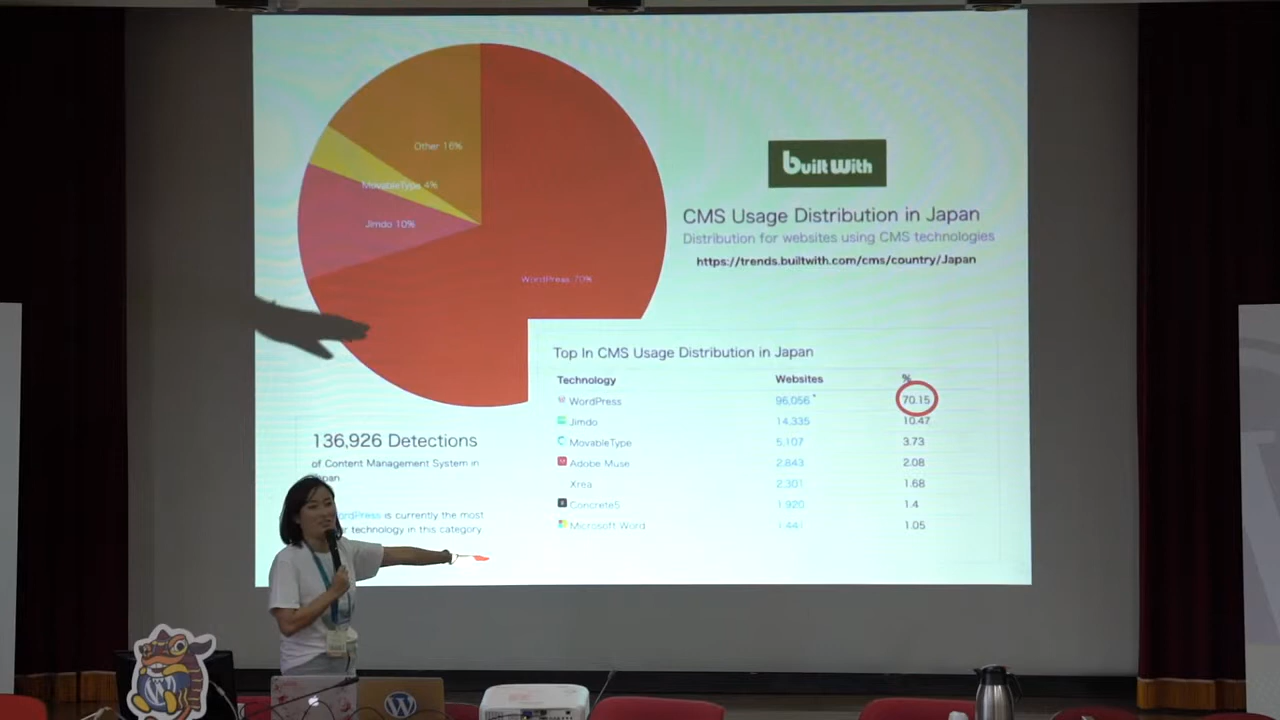 Other 16%
MovableType 4%
Jimdo 10%
WordPress 70%
built with
CMS Usage Distribution in Japan
Distribution for websites using CMS technologies
https://trends.builtwith.com/cms/country/Japan
Top In CMS Usage Distribution in Japan
Technology Websites %
WordPress 96,056 * 70.15
Jimdo 14,335 10.47
MovableType 5,107 3.73
Adobe Muse 2,843 2.08
Xrea 2,301 1.68
Concrete5 1,920 1.4
Microsoft Word 1,441 1.05
136,926 Detections
of Content Management System in
is currently the most
technology in this category